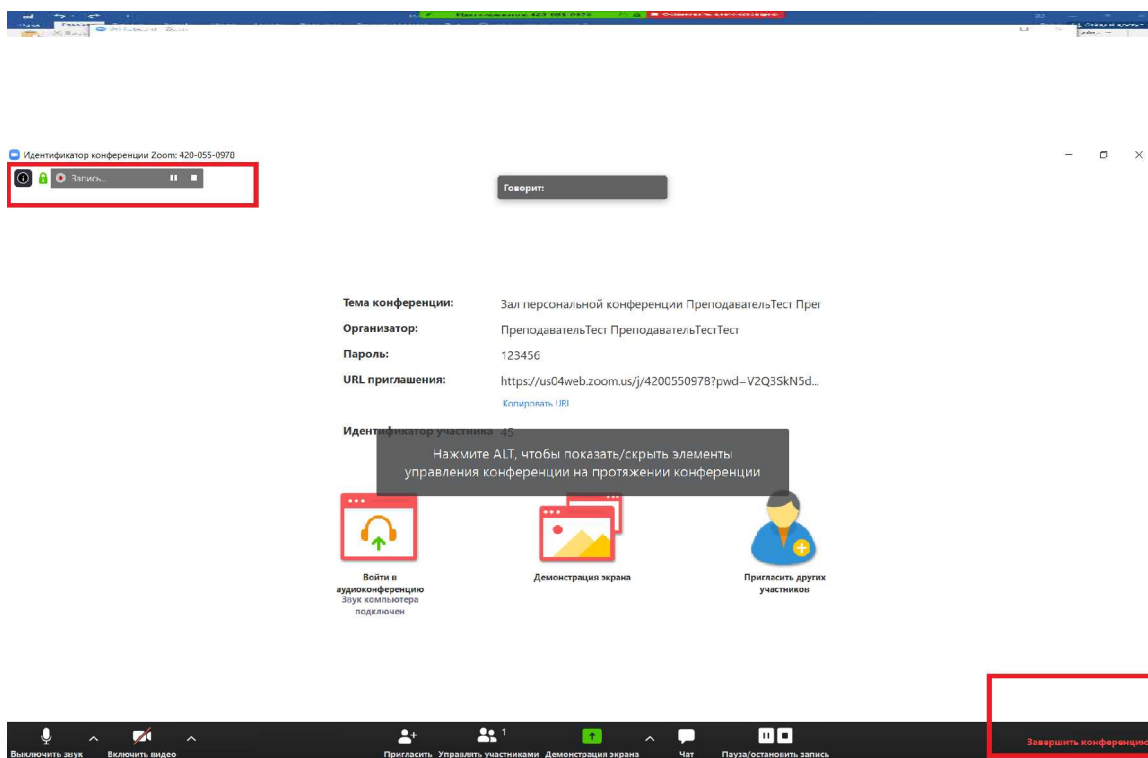 Идентификатор конференции Zoom: 420-055-0978
Запись...
Говорит:
Тема конференции: Зал персональной конференции ПреподавательТест Преп
Организатор: ПреподавательТест ПреподавательТестТест
Пароль: 123456
URL приглашения: https://us04web.zoom.us/j/4200550978?pwd=V2Q3SkN5d...
Копировать URL
Идентификатор участника 45
Нажмите ALT, чтобы показать/скрыть элементы
управления конференции на протяжении конференции
Войти в
аудиоконференцию
Звук компьютера
подключен
Демонстрация экрана
Пригласить других
участников
1
Выключить звук Включить видео Пригласить Управлять участниками Демонстрация экрана Чат Пауза/остановить запись Завершить конференцию